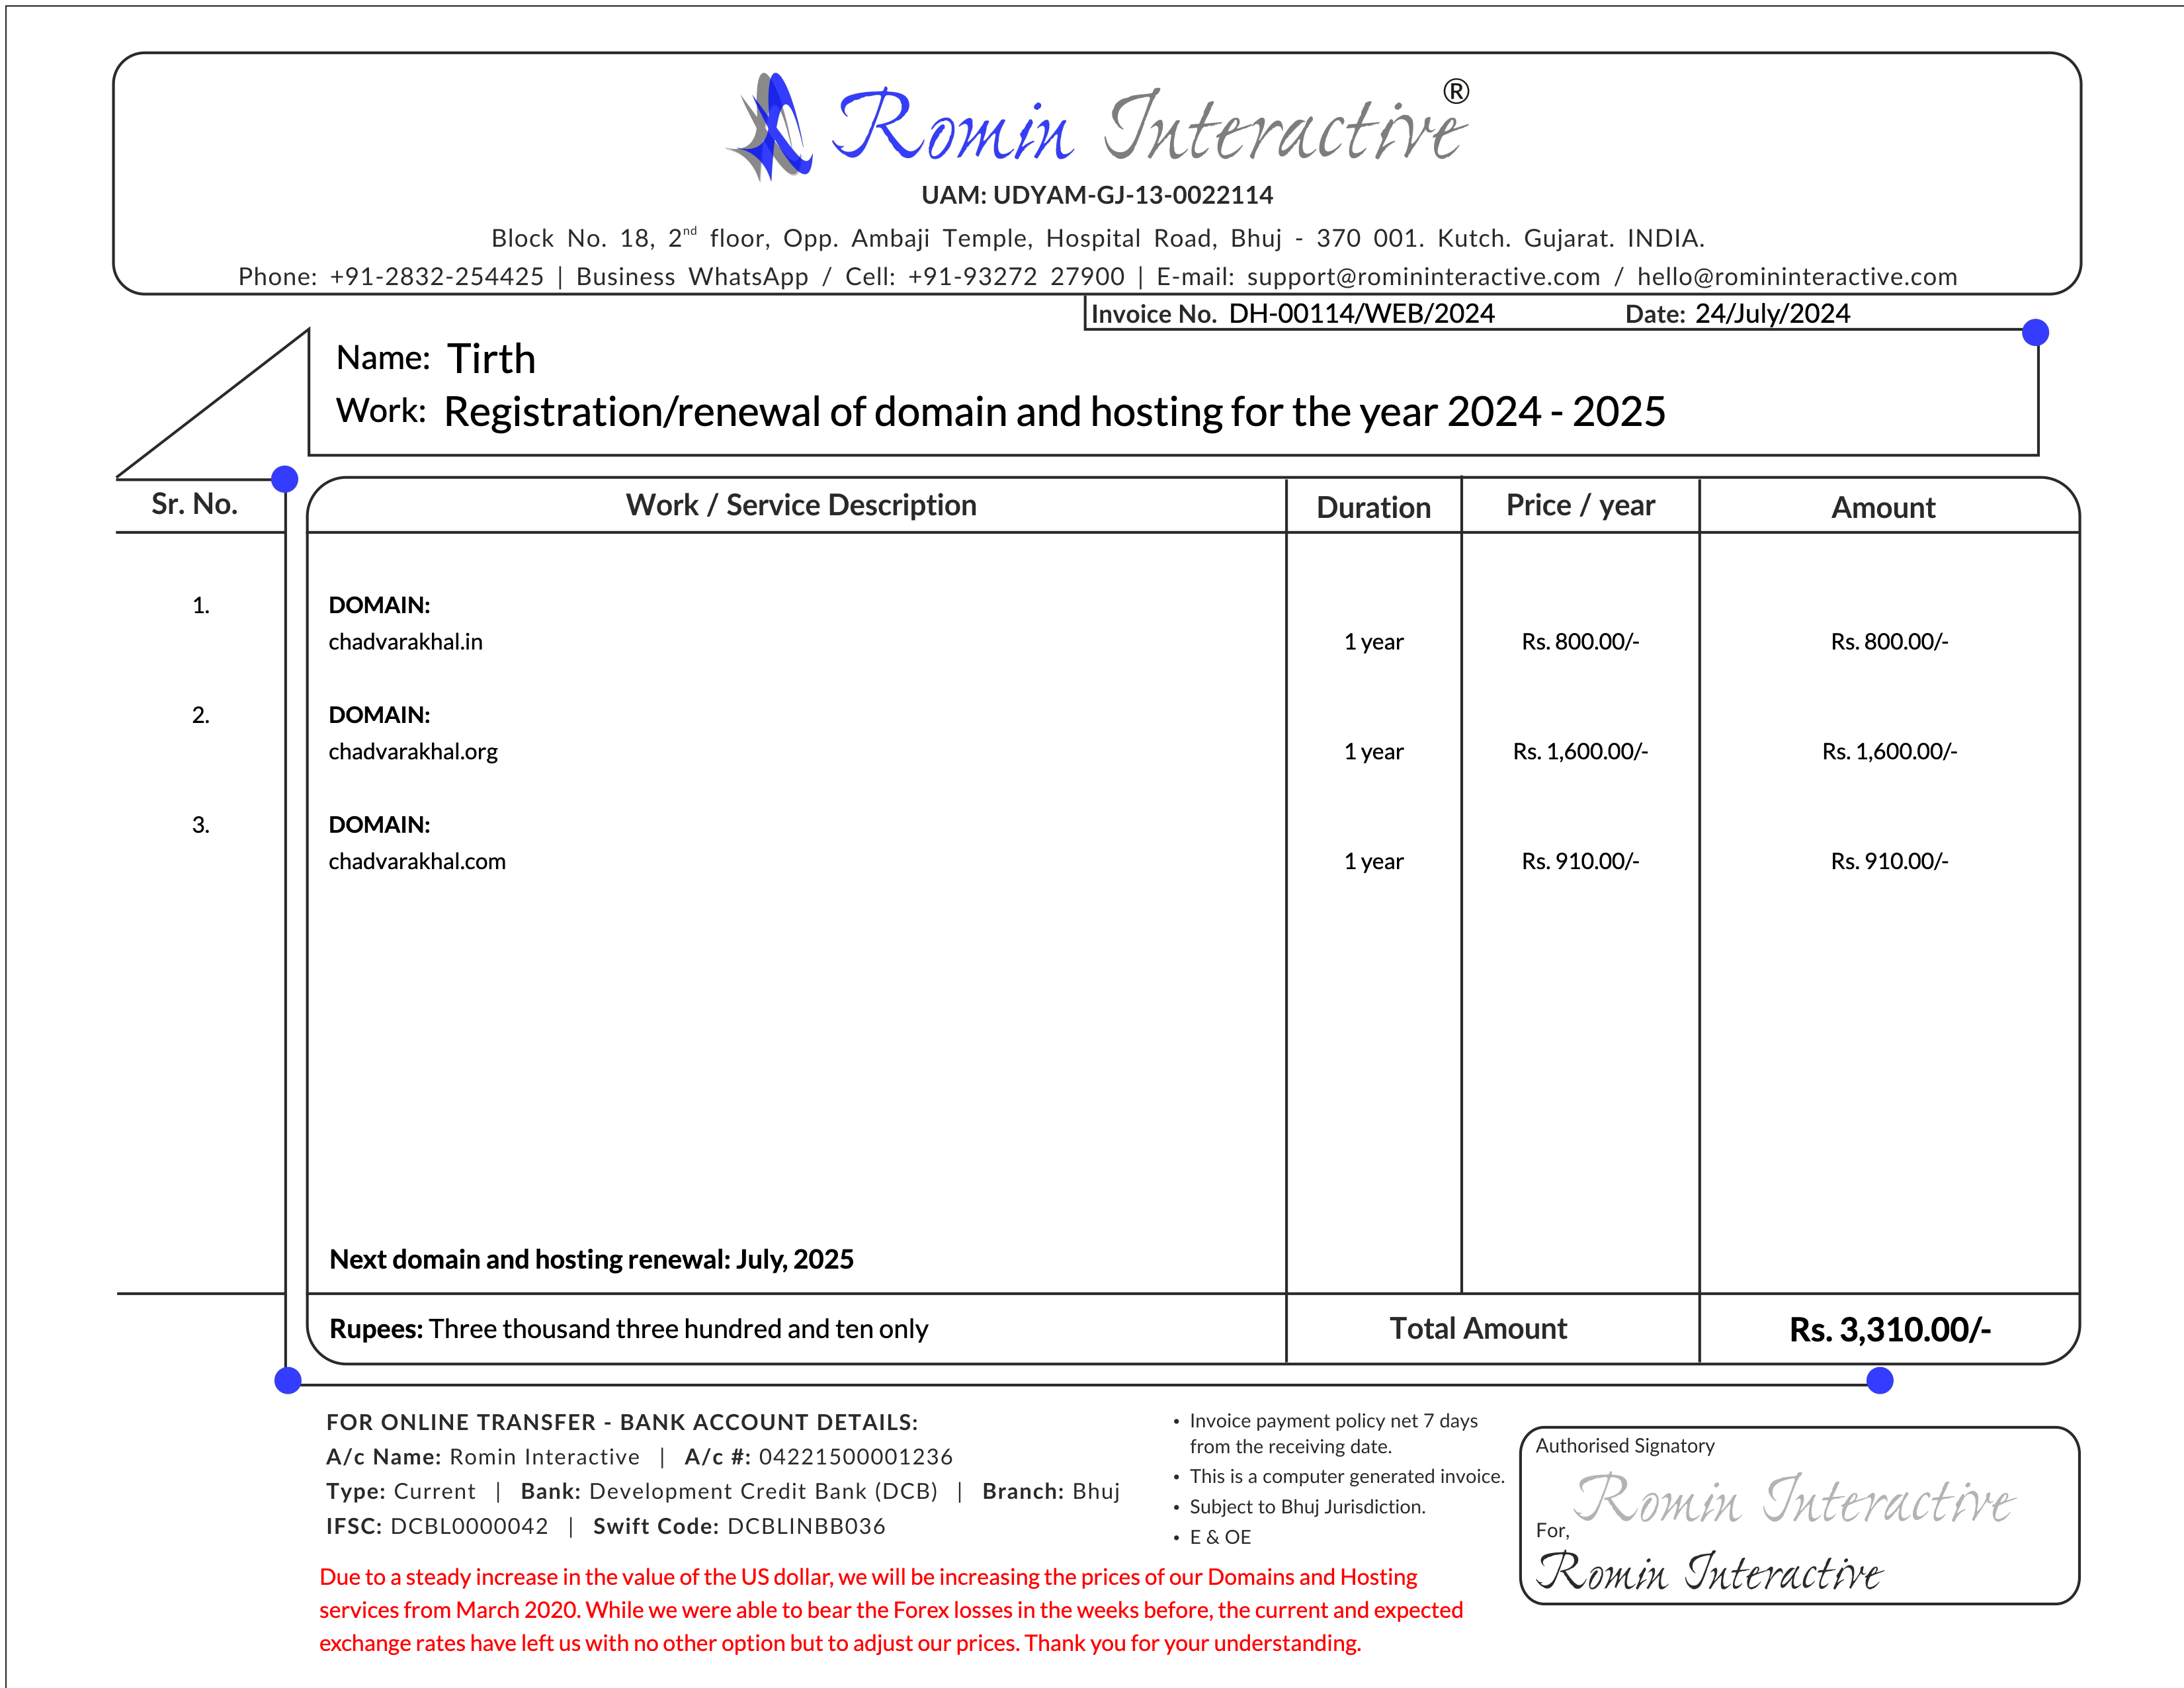 Romin Interactive®
UAM: UDYAM-GJ-13-0022114
Block No. 18, 2nd floor, Opp. Ambaji Temple, Hospital Road, Bhuj - 370 001. Kutch. Gujarat. INDIA.
Phone: +91-2832-254425 | Business WhatsApp / Cell: +91-93272 27900 | E-mail: support@romininteractive.com / hello@romininteractive.com
Invoice No. DH-00114/WEB/2024 Date: 24/July/2024
Name: Tirth
Work: Registration/renewal of domain and hosting for the year 2024 - 2025
Sr. No. Work / Service Description Duration Price / year Amount
1. DOMAIN:
chadvarakhal.in 1 year Rs. 800.00/- Rs. 800.00/-
2. DOMAIN:
chadvarakhal.org 1 year Rs. 1,600.00/- Rs. 1,600.00/-
3. DOMAIN:
chadvarakhal.com 1 year Rs. 910.00/- Rs. 910.00/-
Next domain and hosting renewal: July, 2025
Rupees: Three thousand three hundred and ten only Total Amount Rs. 3,310.00/-
FOR ONLINE TRANSFER - BANK ACCOUNT DETAILS:
A/c Name: Romin Interactive | A/c #: 04221500001236
Type: Current | Bank: Development Credit Bank (DCB) | Branch: Bhuj
IFSC: DCBL0000042 | Swift Code: DCBLINBB036
• Invoice payment policy net 7 days
from the receiving date.
• This is a computer generated invoice.
• Subject to Bhuj Jurisdiction.
• E & OE
Authorised Signatory
Romin Interactive
For,
Romin Interactive
Due to a steady increase in the value of the US dollar, we will be increasing the prices of our Domains and Hosting
services from March 2020. While we were able to bear the Forex losses in the weeks before, the current and expected
exchange rates have left us with no other option but to adjust our prices. Thank you for your understanding.